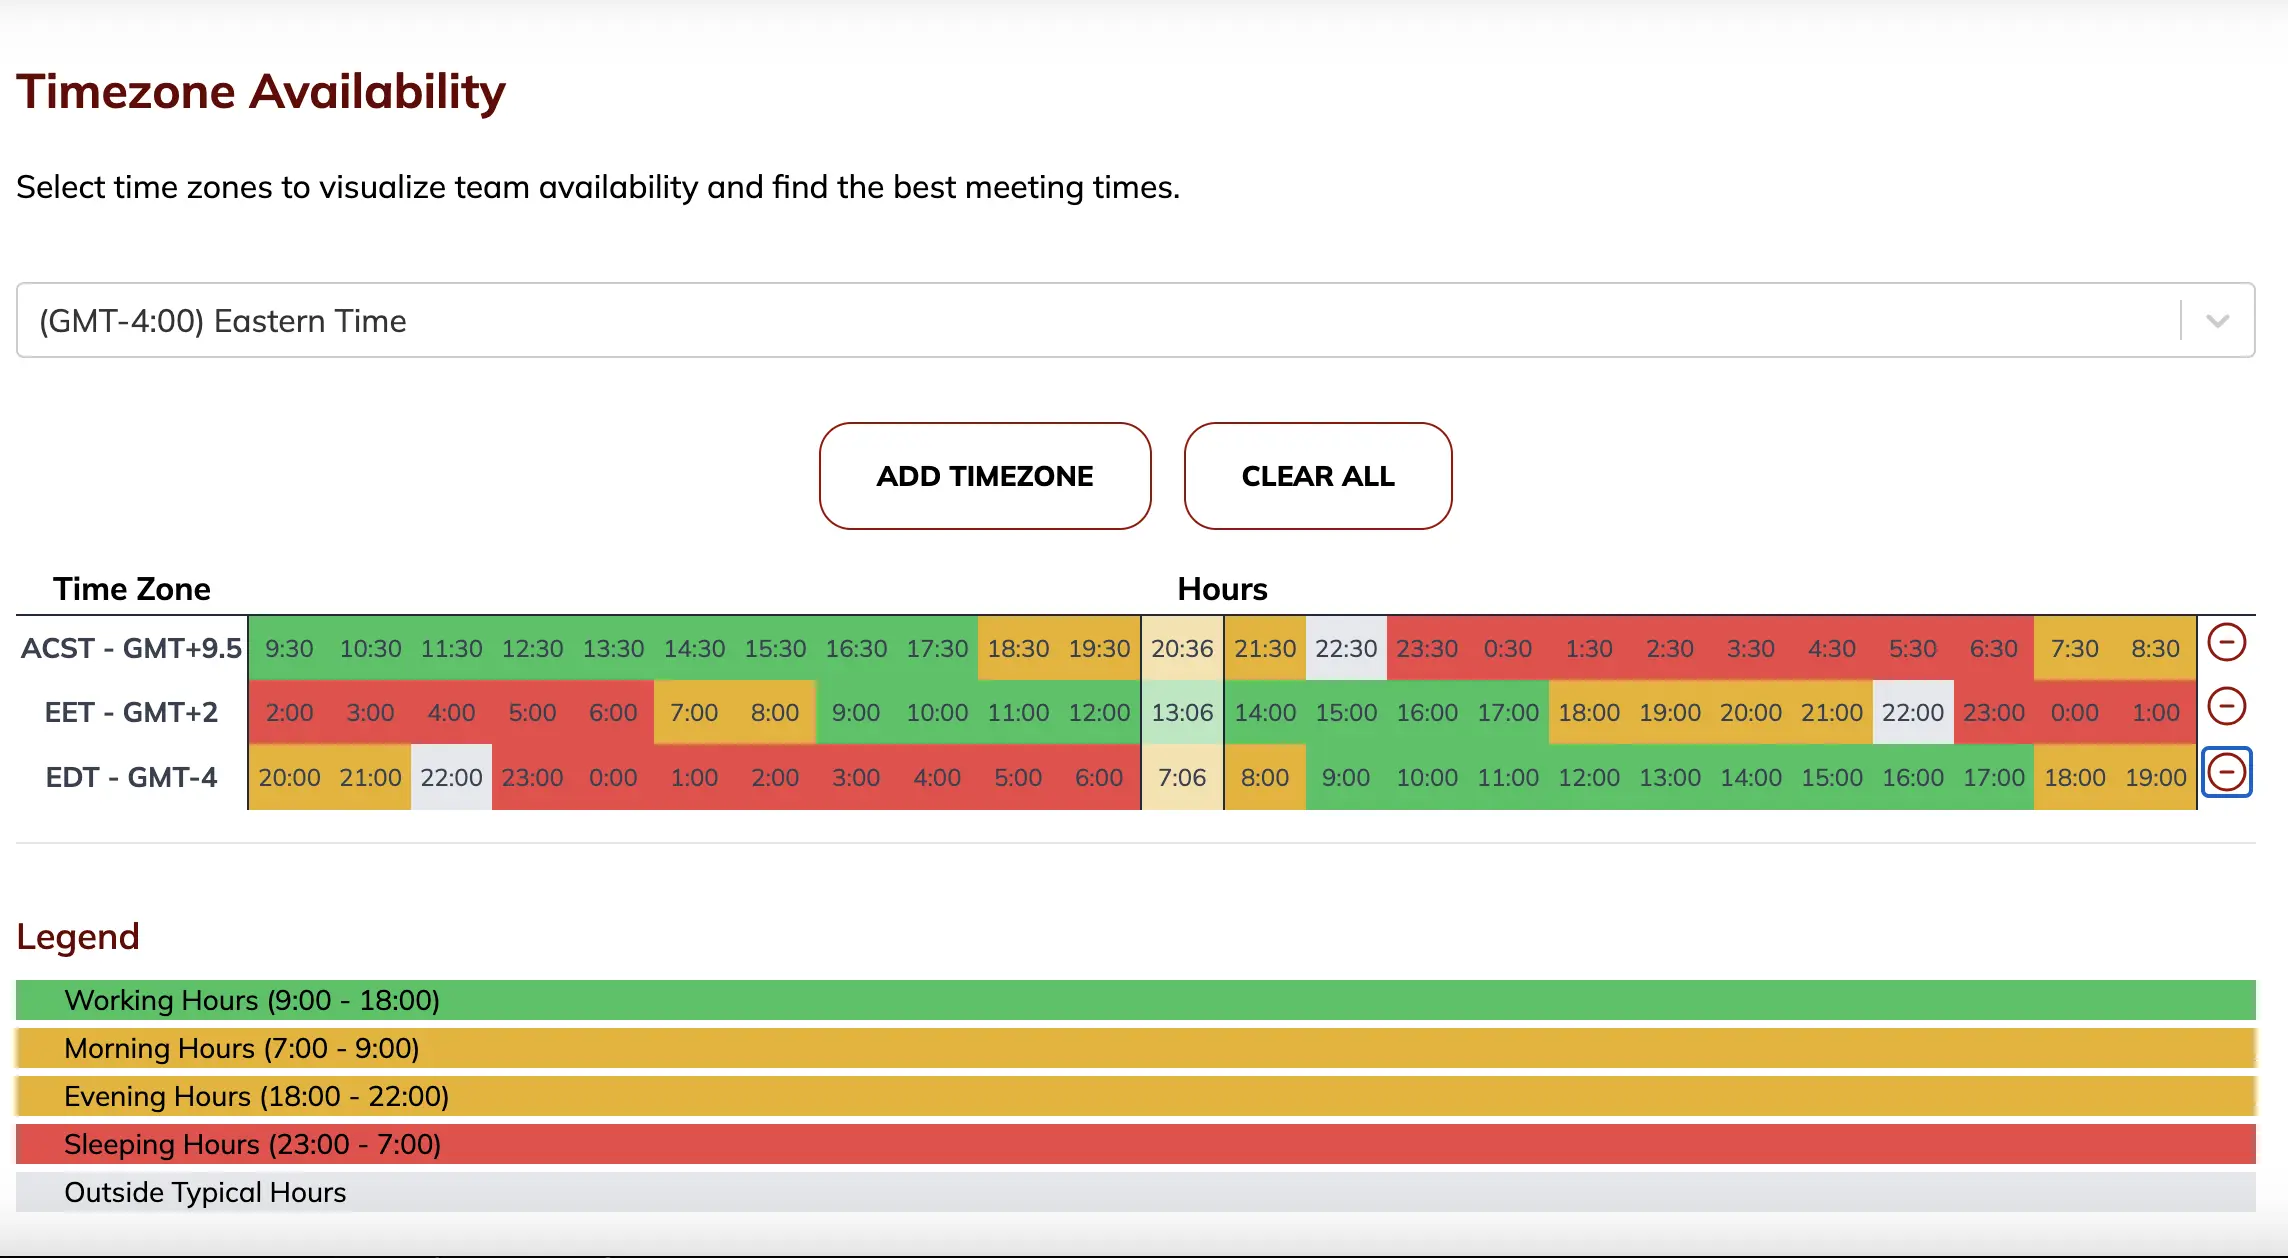 Timezone Availability
Select time zones to visualize team availability and find the best meeting times.
(GMT-4:00) Eastern Time
ADD TIMEZONE CLEAR ALL
Time Zone Hours
ACST - GMT+9.5 9:30 10:30 11:30 12:30 13:30 14:30 15:30 16:30 17:30 18:30 19:30 20:36 21:30 22:30 23:30 0:30 1:30 2:30 3:30 4:30 5:30 6:30 7:30 8:30
EET - GMT+2 2:00 3:00 4:00 5:00 6:00 7:00 8:00 9:00 10:00 11:00 12:00 13:06 14:00 15:00 16:00 17:00 18:00 19:00 20:00 21:00 22:00 23:00 0:00 1:00
EDT - GMT-4 20:00 21:00 22:00 23:00 0:00 1:00 2:00 3:00 4:00 5:00 6:00 7:06 8:00 9:00 10:00 11:00 12:00 13:00 14:00 15:00 16:00 17:00 18:00 19:00
Legend
Working Hours (9:00 - 18:00)
Morning Hours (7:00 - 9:00)
Evening Hours (18:00 - 22:00)
Sleeping Hours (23:00 - 7:00)
Outside Typical Hours